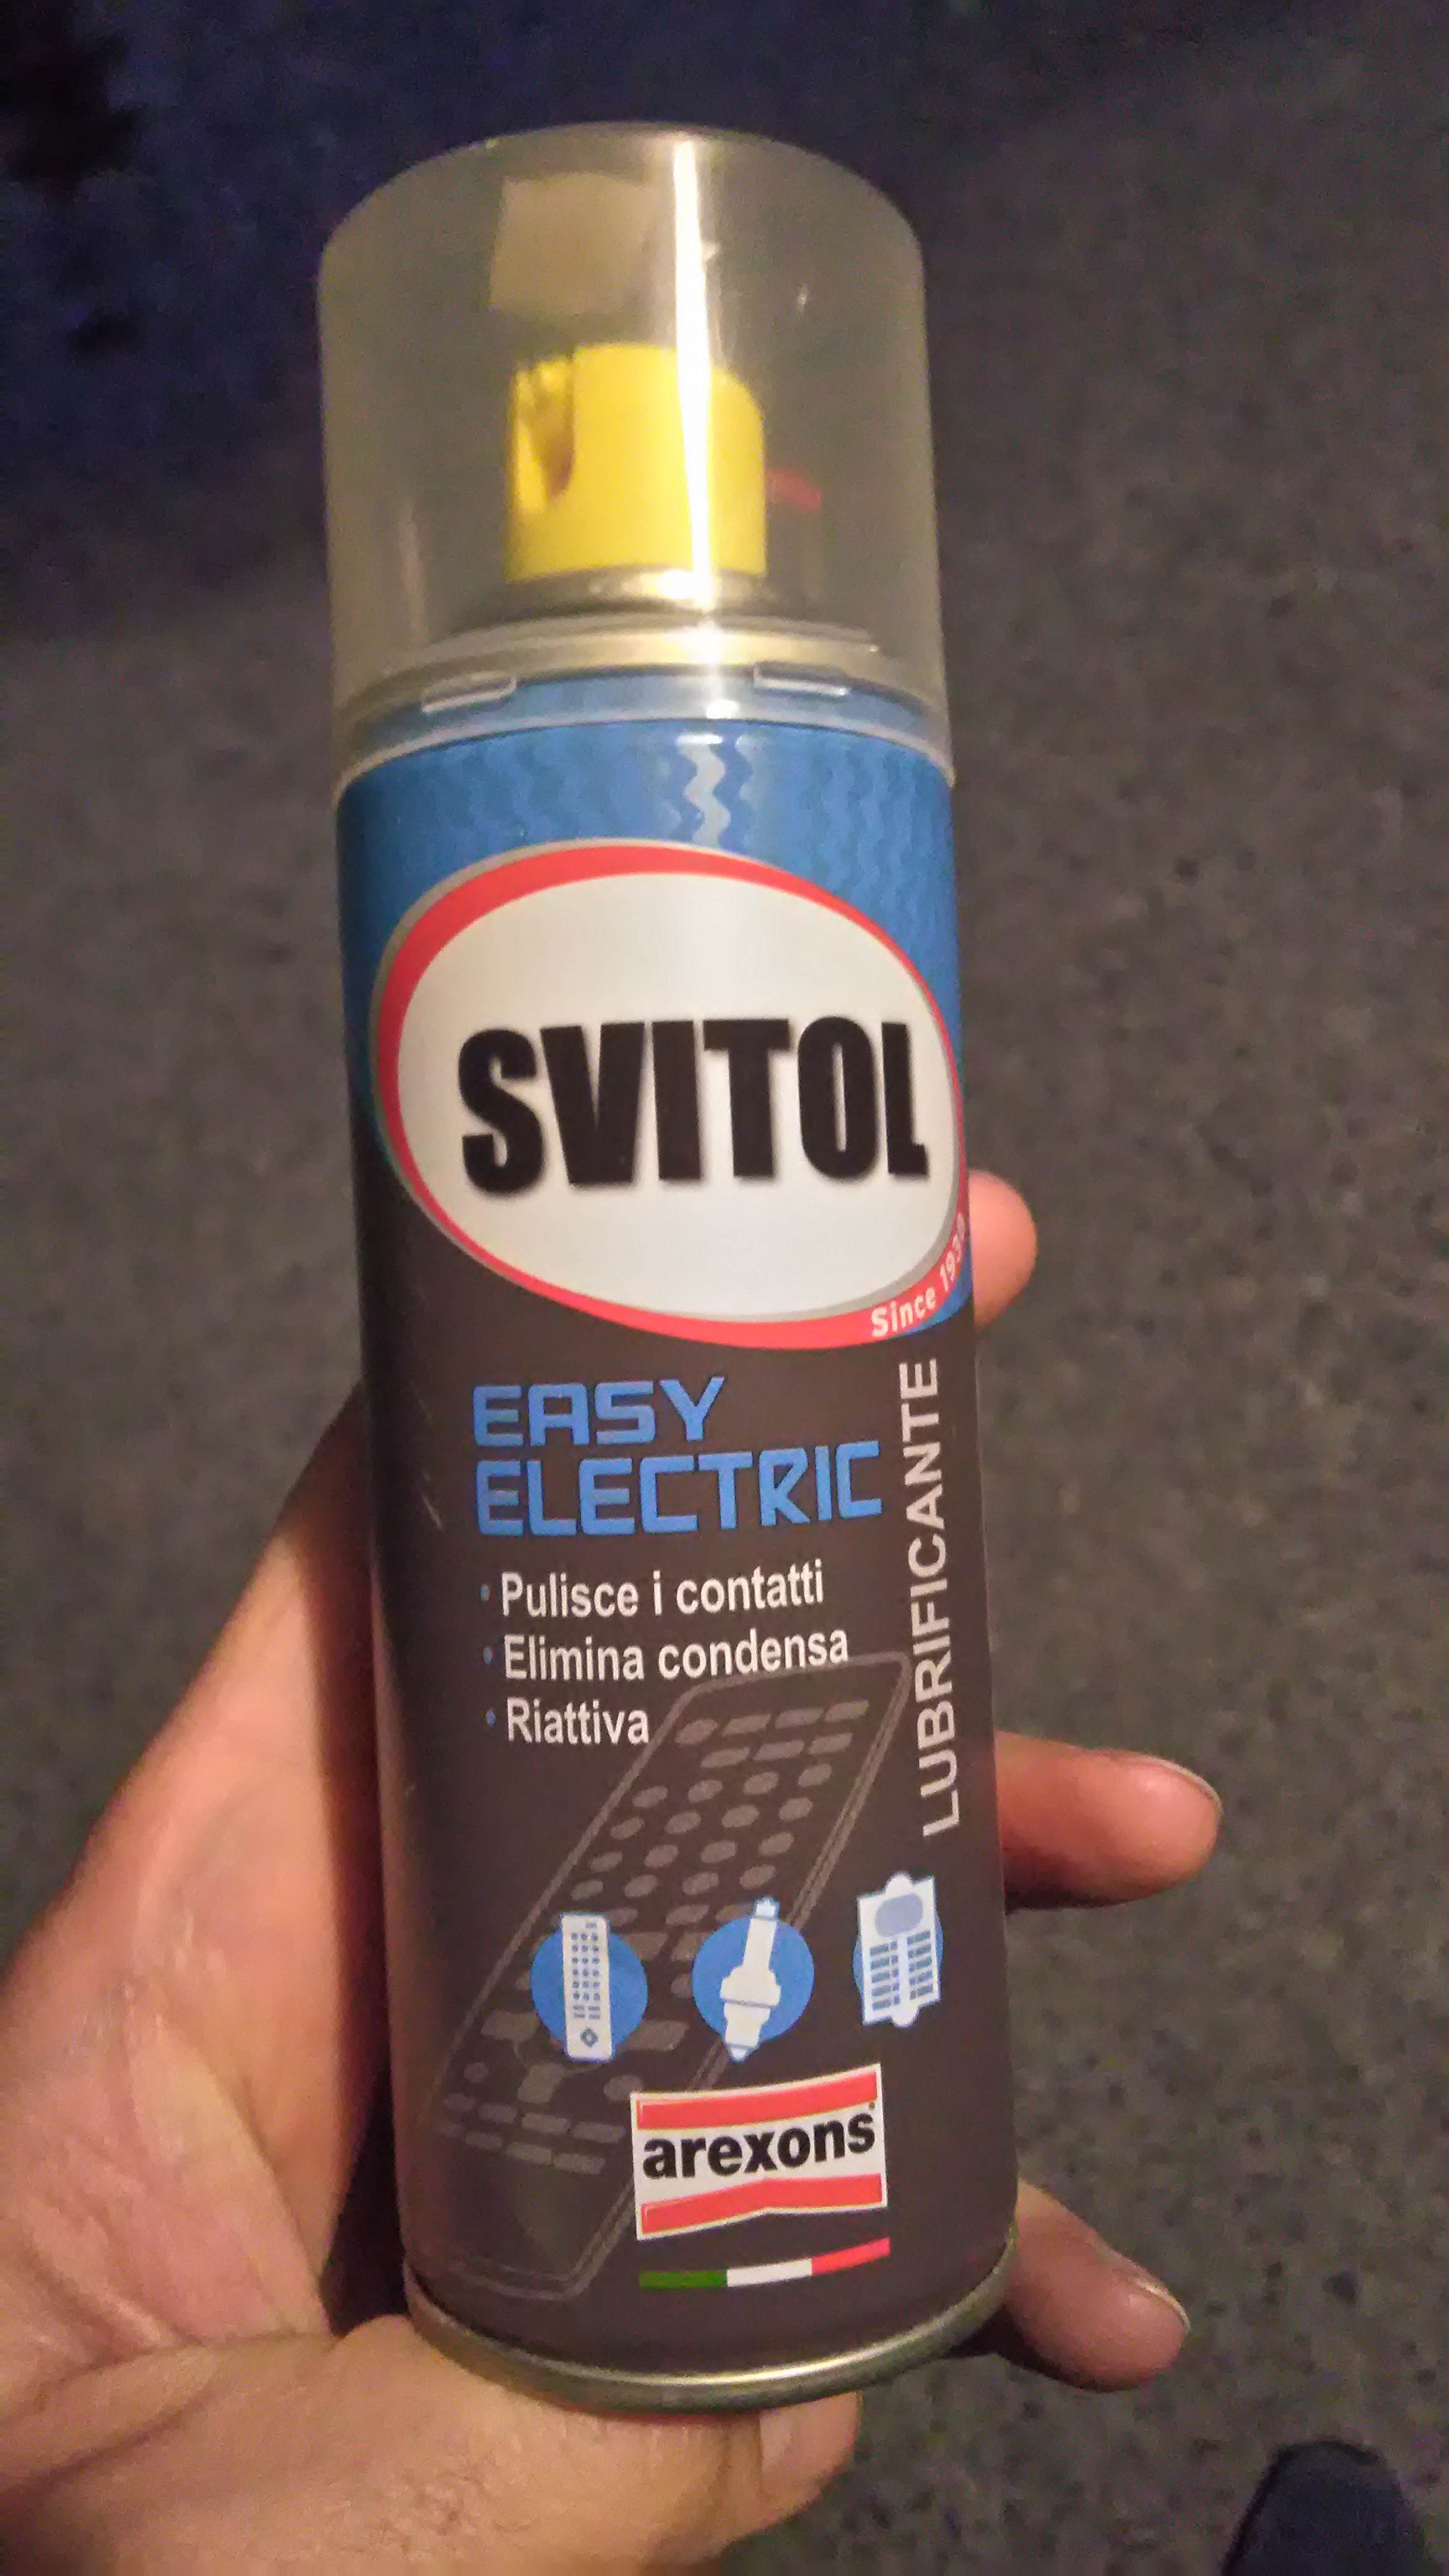 SVITOL
Since 193
EASY
ELECTRIC
LUBRIFICANTE
· Pulisce i contatti
· Elimina condensa
· Riattiva
arexons